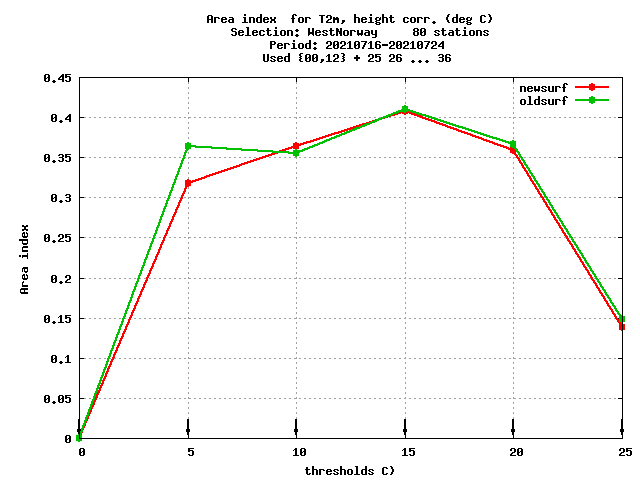 Area index  for T2m, height corr. (deg C)
Selection: WestNorway     80 stations
Period: 20210716-20210724
Used {00,12} + 25 26 ... 36
newsurf
oldsurf
0.45
0.4
0.35
0.3
0.25
0.2
0.15
0.1
0.05
0
Area index
0 5 10 15 20 25
thresholds C)